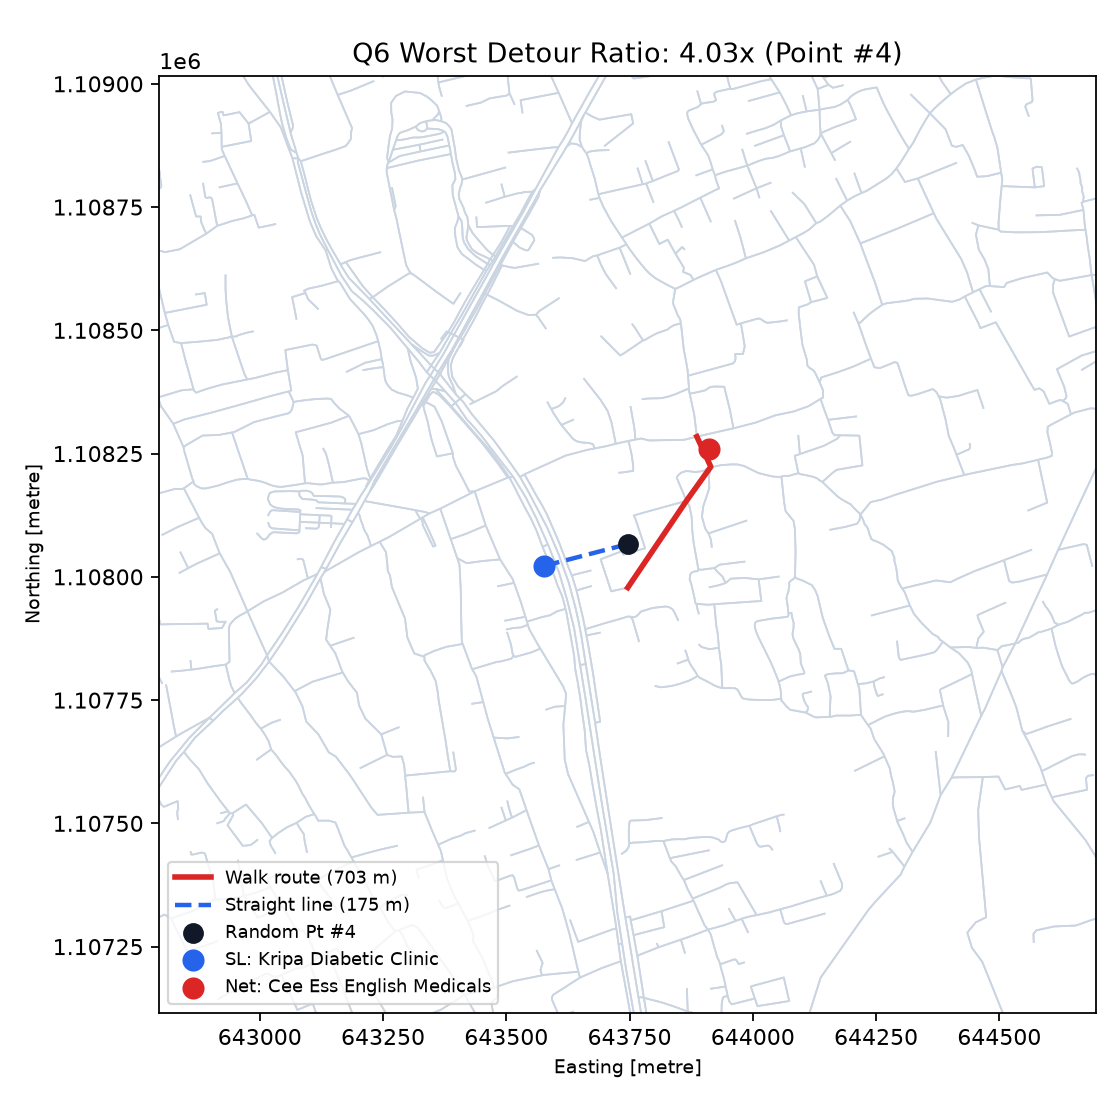 Q6 Worst Detour Ratio: 4.03x (Point #4)
1e6
1.10900
1.10875
1.10850
1.10825
1.10800
1.10775
1.10750
1.10725
Northing [metre]
Walk route (703 m)
Straight line (175 m)
Random Pt #4
SL: Kripa Diabetic Clinic
Net: Cee Ess English Medicals
643000 643250 643500 643750 644000 644250 644500
Easting [metre]